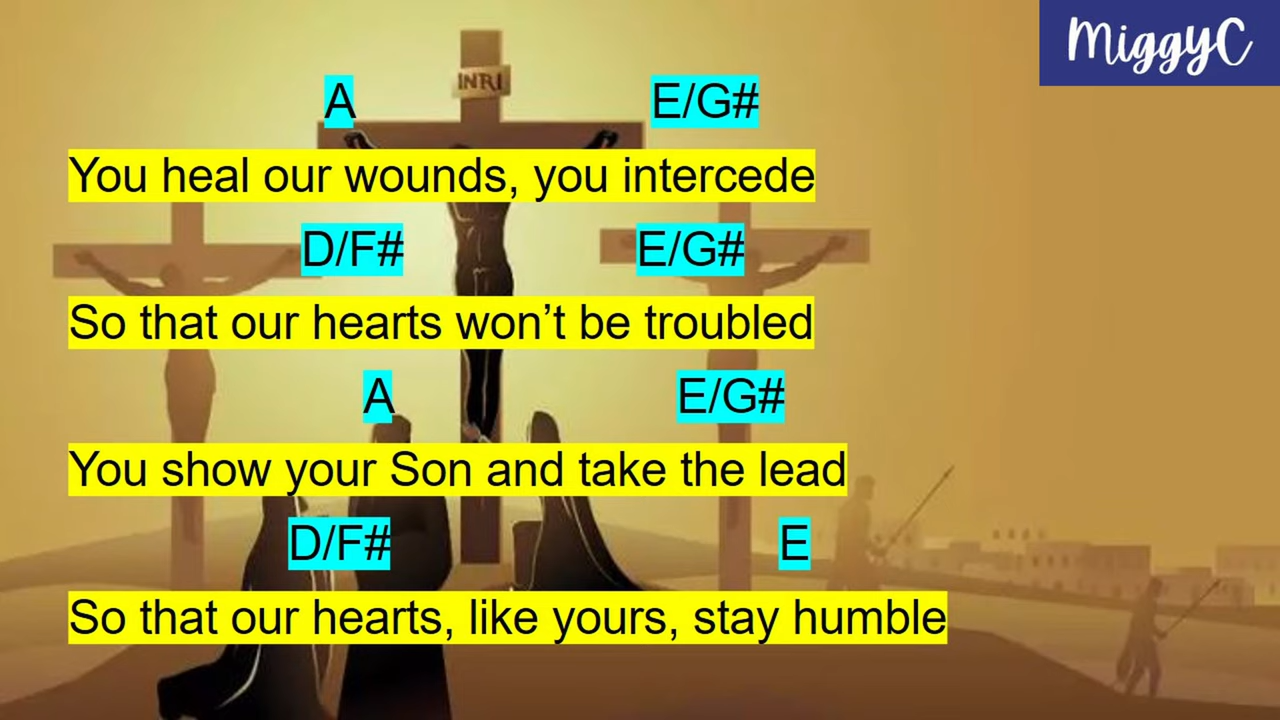 MiggyC
INRI
A E/G#
You heal our wounds, you intercede
D/F# E/G#
So that our hearts won’t be troubled
A E/G#
You show your Son and take the lead
D/F# E
So that our hearts, like yours, stay humble